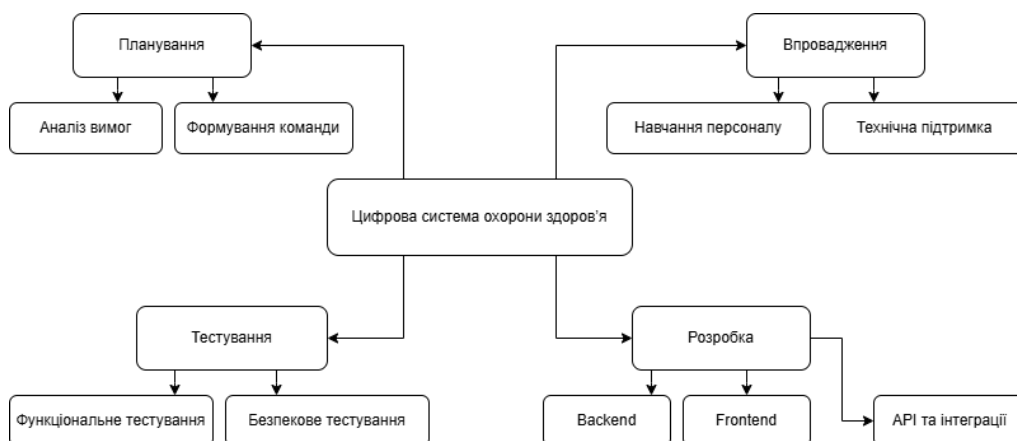 Планування
Впровадження
Аналіз вимог
Формування команди
Навчання персоналу
Технічна підтримка
Цифрова система охорони здоров’я
Тестування
Розробка
Функціональне тестування
Безпекове тестування
Backend
Frontend
АРІ та інтеграції